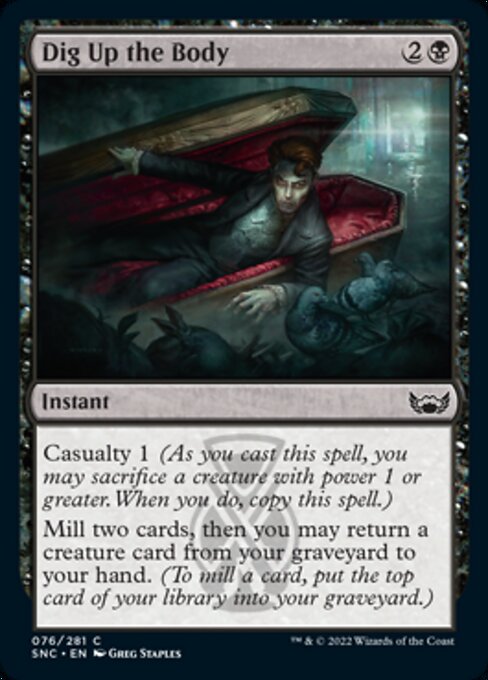 Dig Up the Body 2
Instant
Casualty 1 (As you cast this spell, you
may sacrifice a creature with power 1 or
greater. When you do, copy this spell.)
Mill two cards, then you may return a
creature card from your graveyard to
your hand. (To mill a card, put the top
card of your library into your graveyard.)
076/281 C
SNC • EN Greg Staples
™ & © 2022 Wizards of the Coast